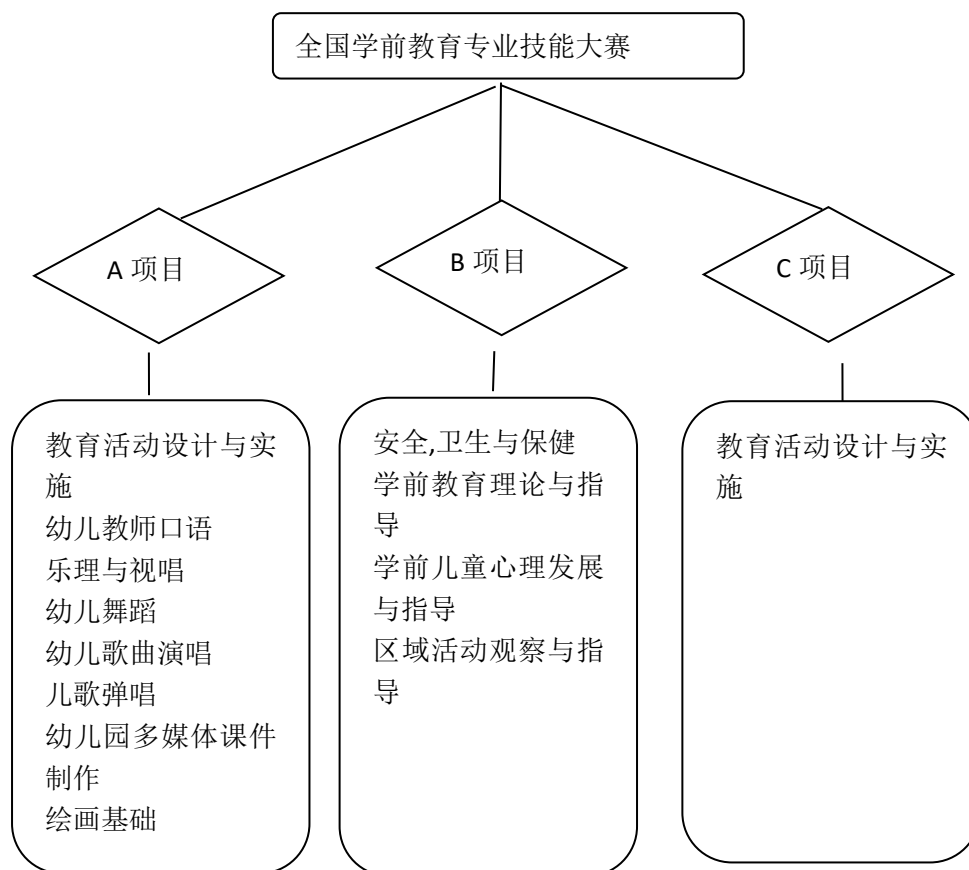 全国学前教育专业技能大赛
A 项目
B 项目
C 项目
教育活动设计与实
施
幼儿教师口语
乐理与视唱
幼儿舞蹈
幼儿歌曲演唱
儿歌弹唱
幼儿园多媒体课件
制作
绘画基础
安全,卫生与保健
学前教育理论与指
导
学前儿童心理发展
与指导
区域活动观察与指
导
教育活动设计与实
施